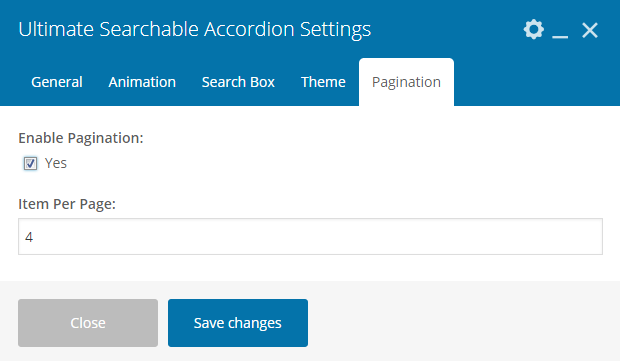 Ultimate Searchable Accordion Settings
General Animation Search Box Theme Pagination
Enable Pagination:
Yes
Item Per Page:
4
Close Save changes